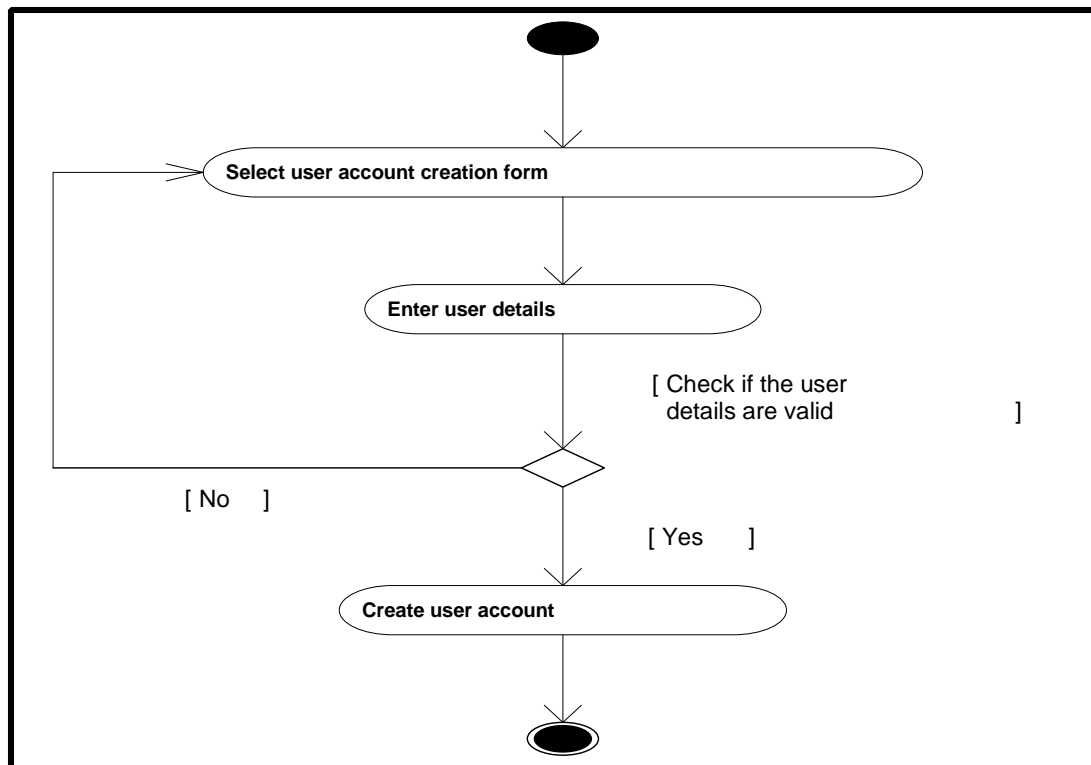 Select user account creation form
Enter user details
[ Check if the user
details are valid ]
[ No ]
[ Yes ]
Create user account